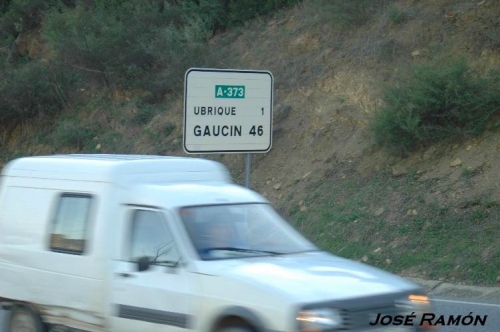 A-373
UBRIQUE 1
GAUCIN 46
JOSÉ RAMÓN